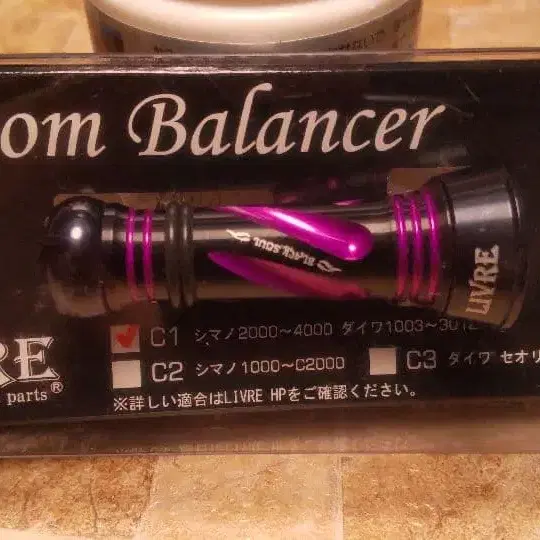 om Balancer
BLACK SOUL
LIVRE
C1 シマノ2000～4000 ダイワ1003～3012
RE
C2 シマノ1000～C2000 C3 ダイワ セオリ
parts®
※詳しい適合はLIVRE HPをご確認ください。